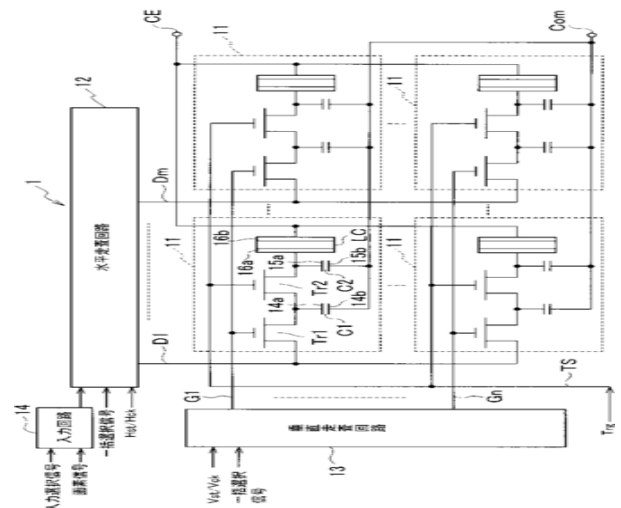 1
12
水平走査回路
14
入力回路
入力選択信号
画素信号
一括選択信号
Hst/Hck
CE
Com
D1
Dm
11
11
11
11
16a
16b
LC
15a
15b
14a
14b
Tr1
Tr2
C1
C2
G1
Gn
TS
Trg
垂直走査回路
13
Vst/Vck
一括選択
信号